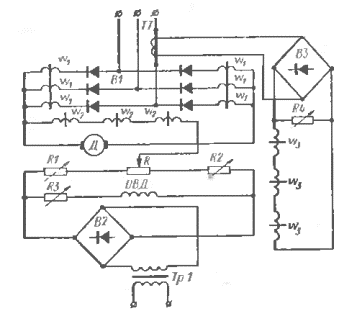 ТТ
w₁ В1 w₁ В3
w₁ w₁
w₁ w₁
w₂ w₂ w₂ R4
Д w₃
R1 R R2
R3 ОВД w₃
В2 w₃
Тр1